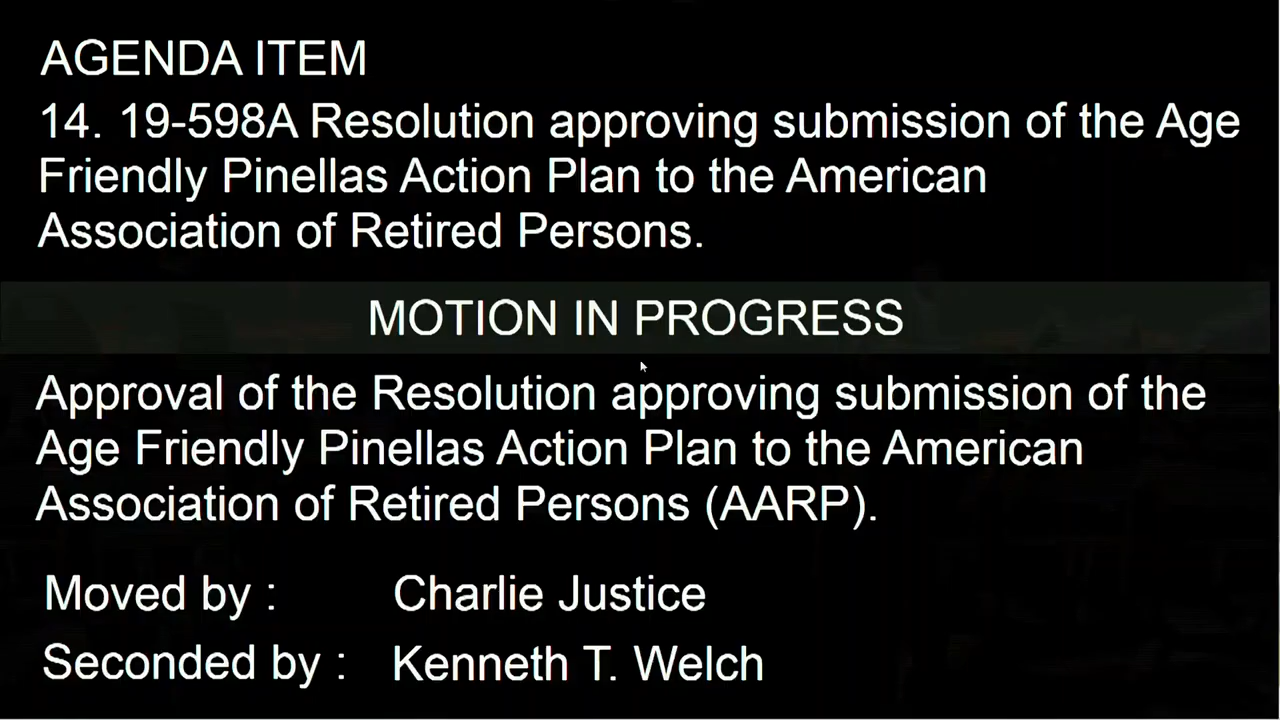 AGENDA ITEM
14. 19-598A Resolution approving submission of the Age
Friendly Pinellas Action Plan to the American
Association of Retired Persons.
MOTION IN PROGRESS
Approval of the Resolution approving submission of the
Age Friendly Pinellas Action Plan to the American
Association of Retired Persons (AARP).
Moved by : Charlie Justice
Seconded by : Kenneth T. Welch